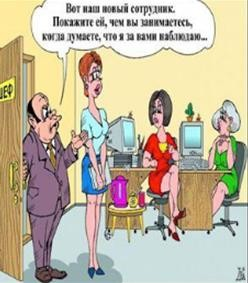 Вот наш новый сотрудник.
Покажите ей, чем вы занимаетесь,
когда думаете, что я за вами наблюдаю...
ШЕФ